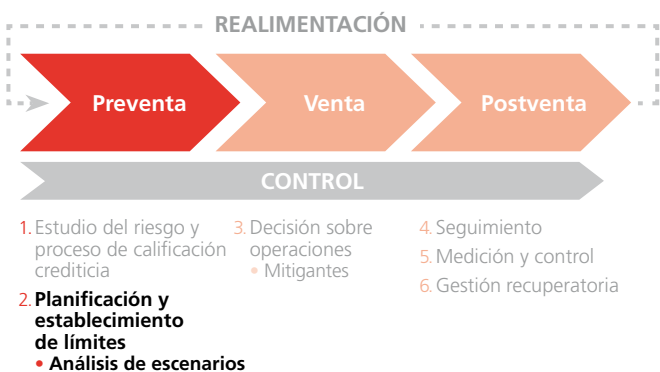 REALIMENTACIÓN
Preventa
Venta
Postventa
CONTROL
1. Estudio del riesgo y
proceso de calificación
crediticia
2. Planificación y
establecimiento
de límites
• Análisis de escenarios
3. Decisión sobre
operaciones
• Mitigantes
4. Seguimiento
5. Medición y control
6. Gestión recuperatoria